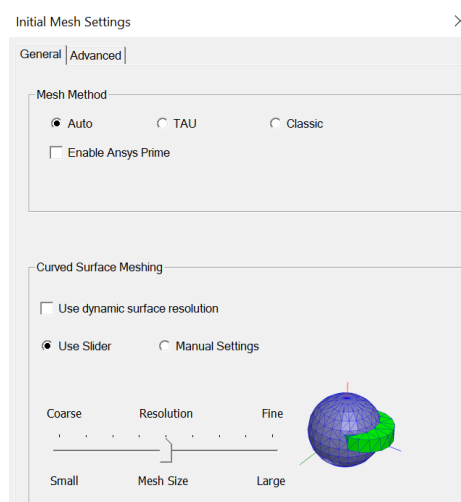 Initial Mesh Settings
General Advanced
Mesh Method
Auto TAU Classic
Enable Ansys Prime
Curved Surface Meshing
Use dynamic surface resolution
Use Slider Manual Settings
Coarse Resolution Fine
Small Mesh Size Large